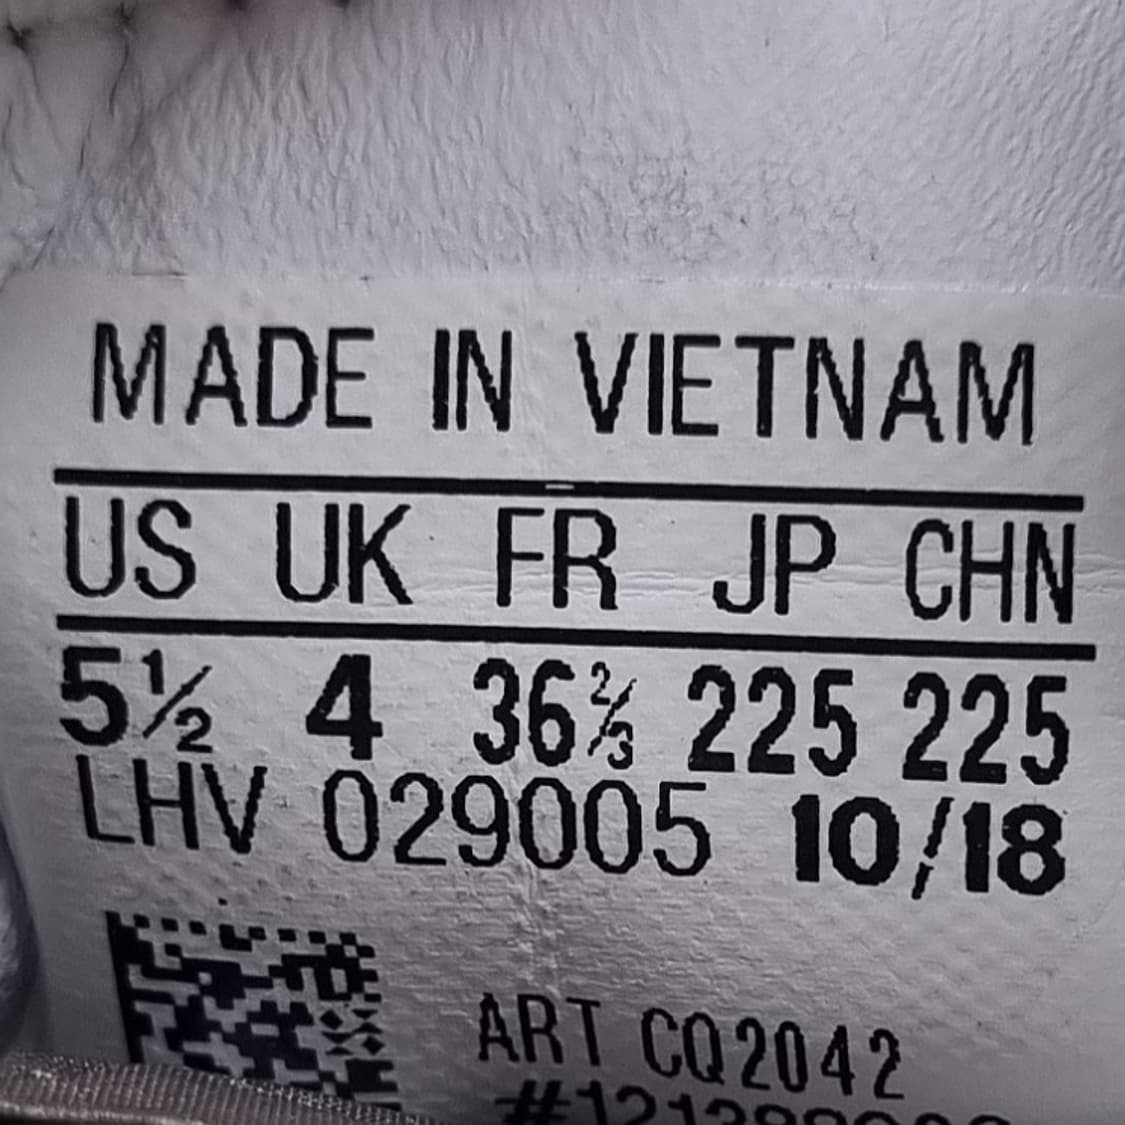 MADE IN VIETNAM
US UK FR JP CHN
5½ 4 36⅔ 225 225
LHV 029005 10/18
ART CQ2042